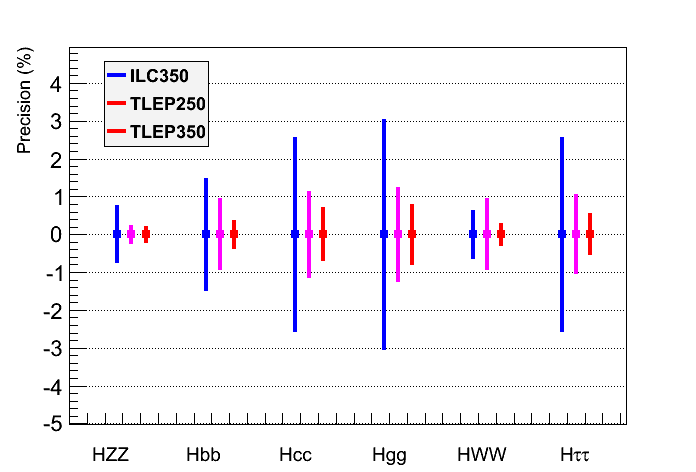 Precision (%)
ILC350
TLEP250
TLEP350
4
3
2
1
0
-1
-2
-3
-4
-5
HZZ Hbb Hcc Hgg HWW Hττ